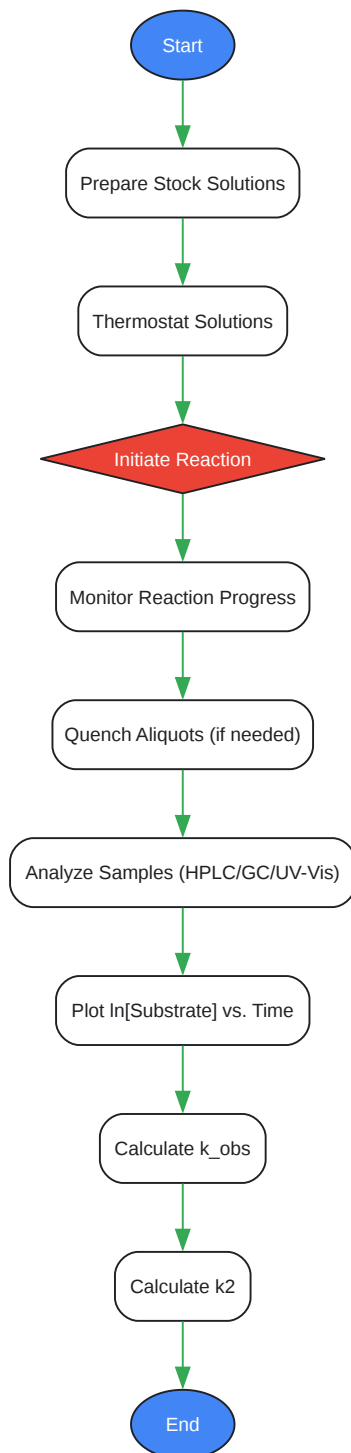 Start
Prepare Stock Solutions
Thermostat Solutions
Initiate Reaction
Monitor Reaction Progress
Quench Aliquots (if needed)
Analyze Samples (HPLC/GC/UV-Vis)
Plot ln[Substrate] vs. Time
Calculate k_obs
Calculate k2
End